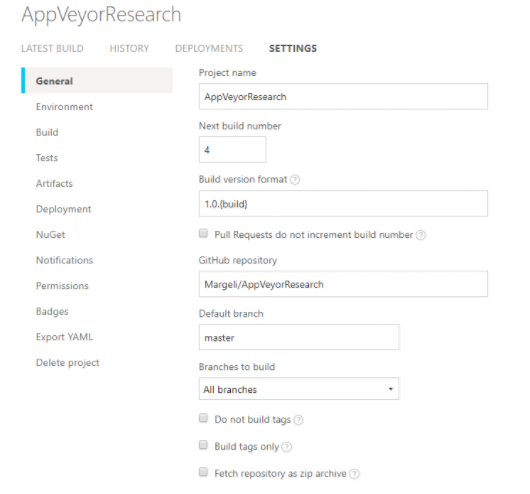 AppVeyorResearch
LATEST BUILD HISTORY DEPLOYMENTS SETTINGS
General
Environment
Build
Tests
Artifacts
Deployment
NuGet
Notifications
Permissions
Badges
Export YAML
Delete project
Project name
AppVeyorResearch
Next build number
4
Build version format ?
1.0.{build}
Pull Requests do not increment build number ?
GitHub repository
Margeli/AppVeyorResearch
Default branch
master
Branches to build
All branches
Do not build tags ?
Build tags only ?
Fetch repository as zip archive ?